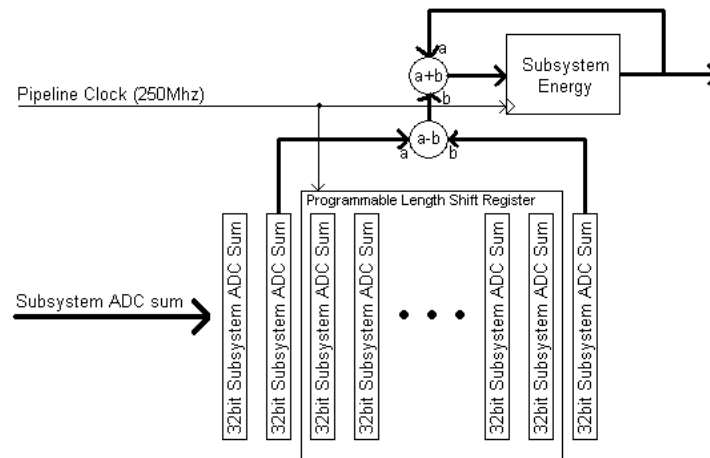 a
a+b
b
Subsystem
Energy
Pipeline Clock (250Mhz)
a-b
a
b
Programmable Length Shift Register
Subsystem ADC sum
32bit Subsystem ADC Sum
32bit Subsystem ADC Sum
32bit Subsystem ADC Sum
32bit Subsystem ADC Sum
32bit Subsystem ADC Sum
32bit Subsystem ADC Sum
32bit Subsystem ADC Sum